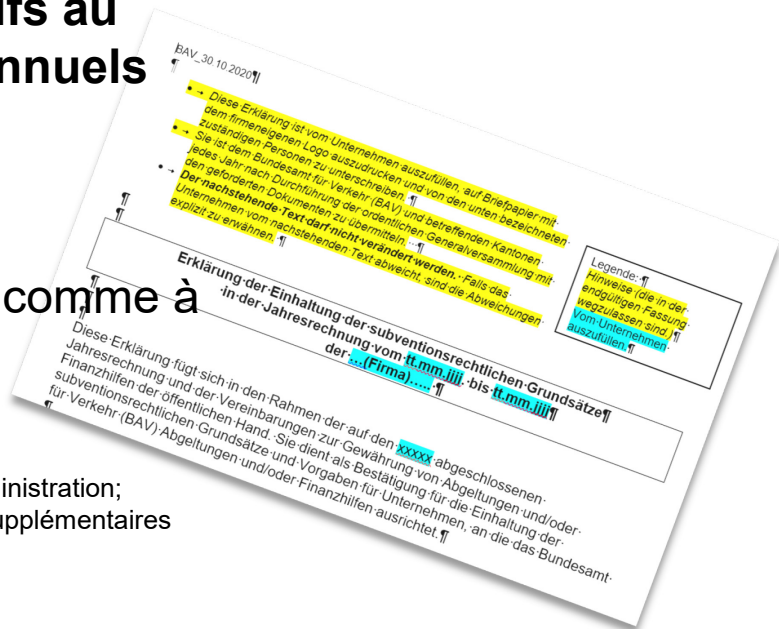 ifs au
nnuels
comme à
inistration;
supplémentaires
BAV_30.10.2020¶
¶
• → Diese·Erklärung·ist·vom·Unternehmen·auszufüllen,·auf·Briefpapier·mit·
dem·firmeneigenen·Logo·auszudrucken·und·von·den·unten·bezeichneten·
zuständigen·Personen·zu·unterschreiben.·¶
• → Sie·ist·dem·Bundesamt·für·Verkehr·(BAV)·und·betreffenden·Kantonen·
jedes·Jahr·nach·Durchführung·der·ordentlichen·Generalversammlung·mit·
den·geforderten·Dokumenten·zu·übermitteln.·...¶
• → Der·nachstehende·Text·darf·nicht·verändert·werden.··Falls·das·
Unternehmen·vom·nachstehenden·Text·abweicht,·sind·die·Abweichungen·
explizit·zu·erwähnen.·¶
¶
¶
Legende:·¶
Hinweise·(die·in·der·
endgültigen·Fassung·
wegzulassen·sind.)¶
Vom·Unternehmen·
auszufüllen.¶
¶
Erklärung·der·Einhaltung·der·subventionsrechtlichen·Grundsätze¶
·in·der·Jahresrechnung·vom·tt.mm.jjjj.·bis·tt.mm.jjjj¶
der·...(Firma).....·¶
¶
Diese·Erklärung·fügt·sich·in·den·Rahmen·der·auf·den·xxxxx·abgeschlossenen·
Jahresrechnung·und·der·Vereinbarungen·zur·Gewährung·von·Abgeltungen·und/oder·
Finanzhilfen·der·öffentlichen·Hand.·Sie·dient·als·Bestätigung·für·die·Einhaltung·der·
subventionsrechtlichen·Grundsätze·und·Vorgaben·für·Unternehmen,·an·die·das·Bundesamt·
für·Verkehr·(BAV)·Abgeltungen·und/oder·Finanzhilfen·ausrichtet.¶
¶